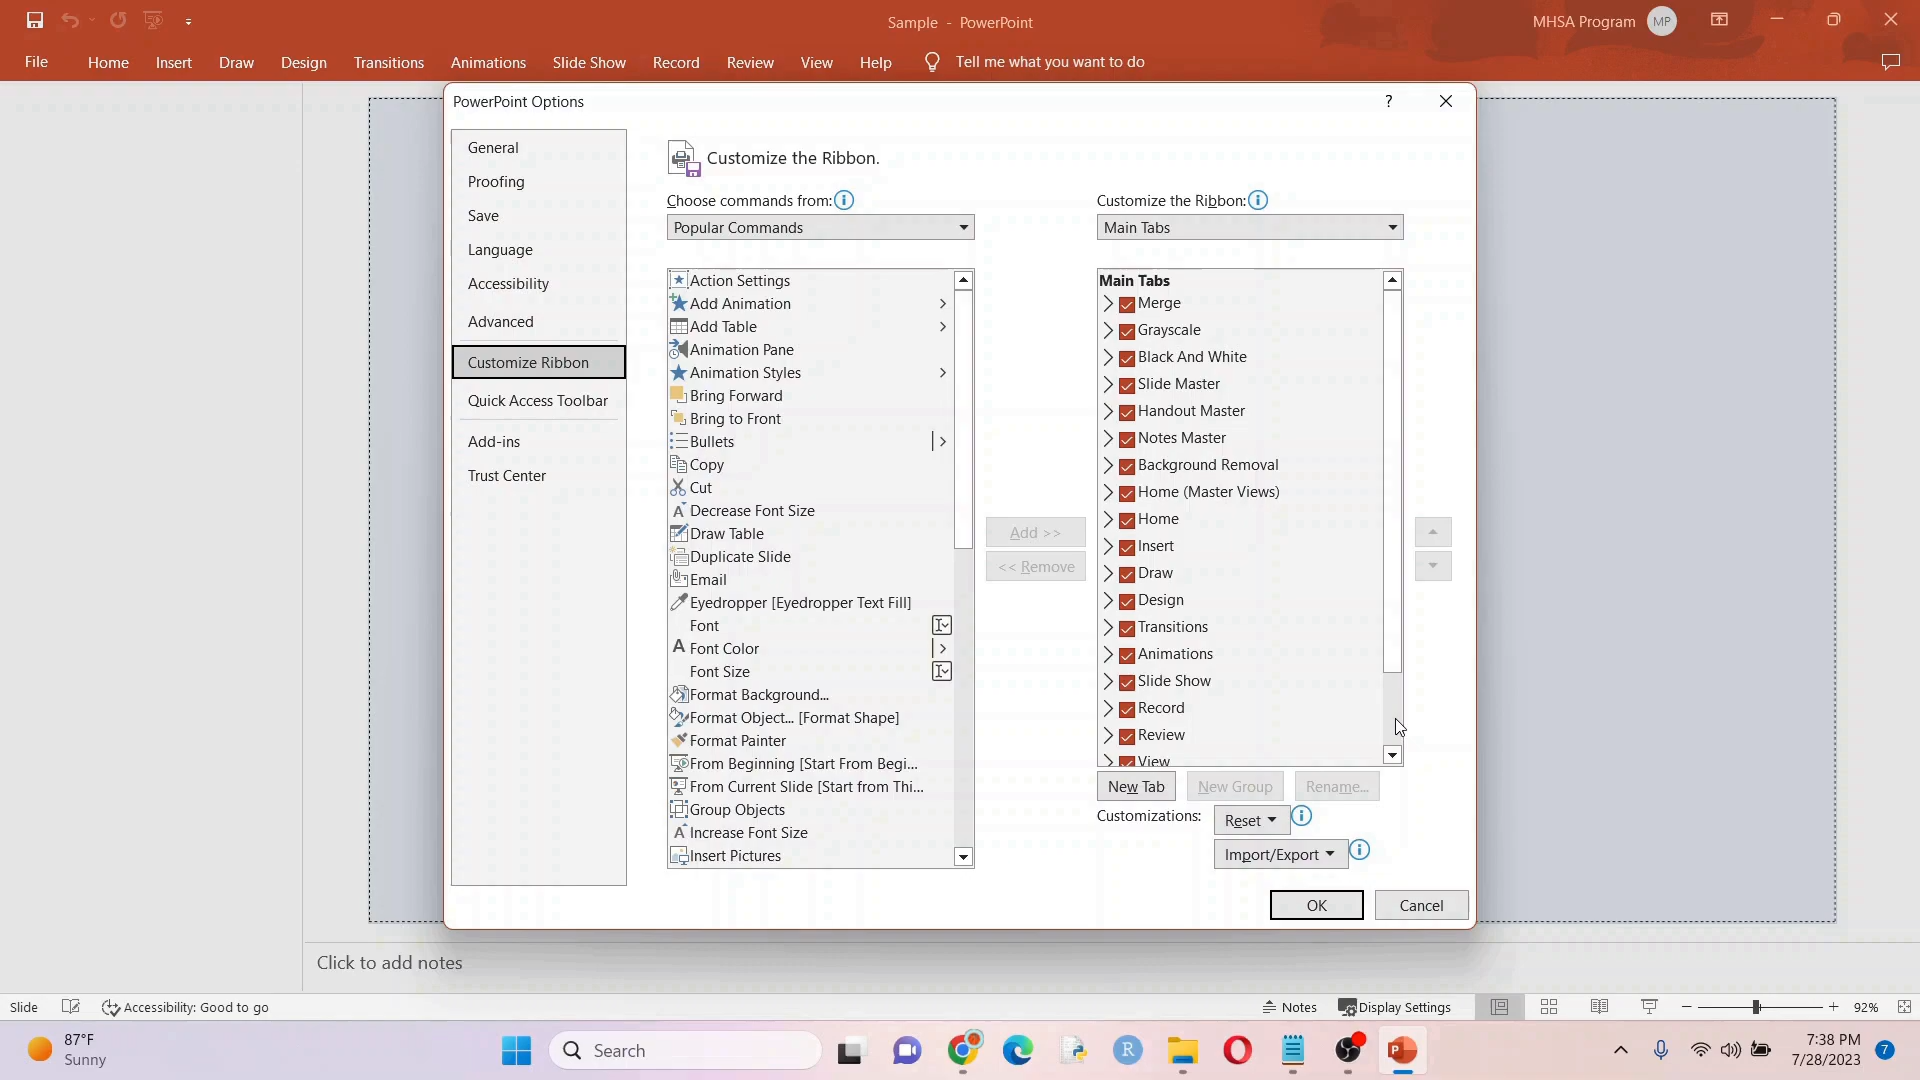 Sample - PowerPoint
MHSA Program
MP
File
Home
Insert
Draw
Design
Transitions
Animations
Slide Show
Record
Review
View
Help
Tell me what you want to do
PowerPoint Options
?
General
Proofing
Save
Language
Accessibility
Advanced
Customize Ribbon
Quick Access Toolbar
Add-ins
Trust Center
Customize the Ribbon.
Choose commands from:
Popular Commands
Action Settings
Add Animation
Add Table
Animation Pane
Animation Styles
Bring Forward
Bring to Front
Bullets
Copy
Cut
Decrease Font Size
Draw Table
Duplicate Slide
Email
Eyedropper [Eyedropper Text Fill]
Font
Font Color
Font Size
Format Background...
Format Object... [Format Shape]
Format Painter
From Beginning [Start From Begi...
From Current Slide [Start from Thi...
Group Objects
Increase Font Size
Insert Pictures
Add >>
<< Remove
Customize the Ribbon:
Main Tabs
Main Tabs
Merge
Grayscale
Black And White
Slide Master
Handout Master
Notes Master
Background Removal
Home (Master Views)
Home
Insert
Draw
Design
Transitions
Animations
Slide Show
Record
Review
View
New Tab
New Group
Rename...
Customizations:
Reset
Import/Export
OK
Cancel
Click to add notes
Slide
Accessibility: Good to go
Notes
Display Settings
92%
87°F
Sunny
Search
7:38 PM
7/28/2023
7